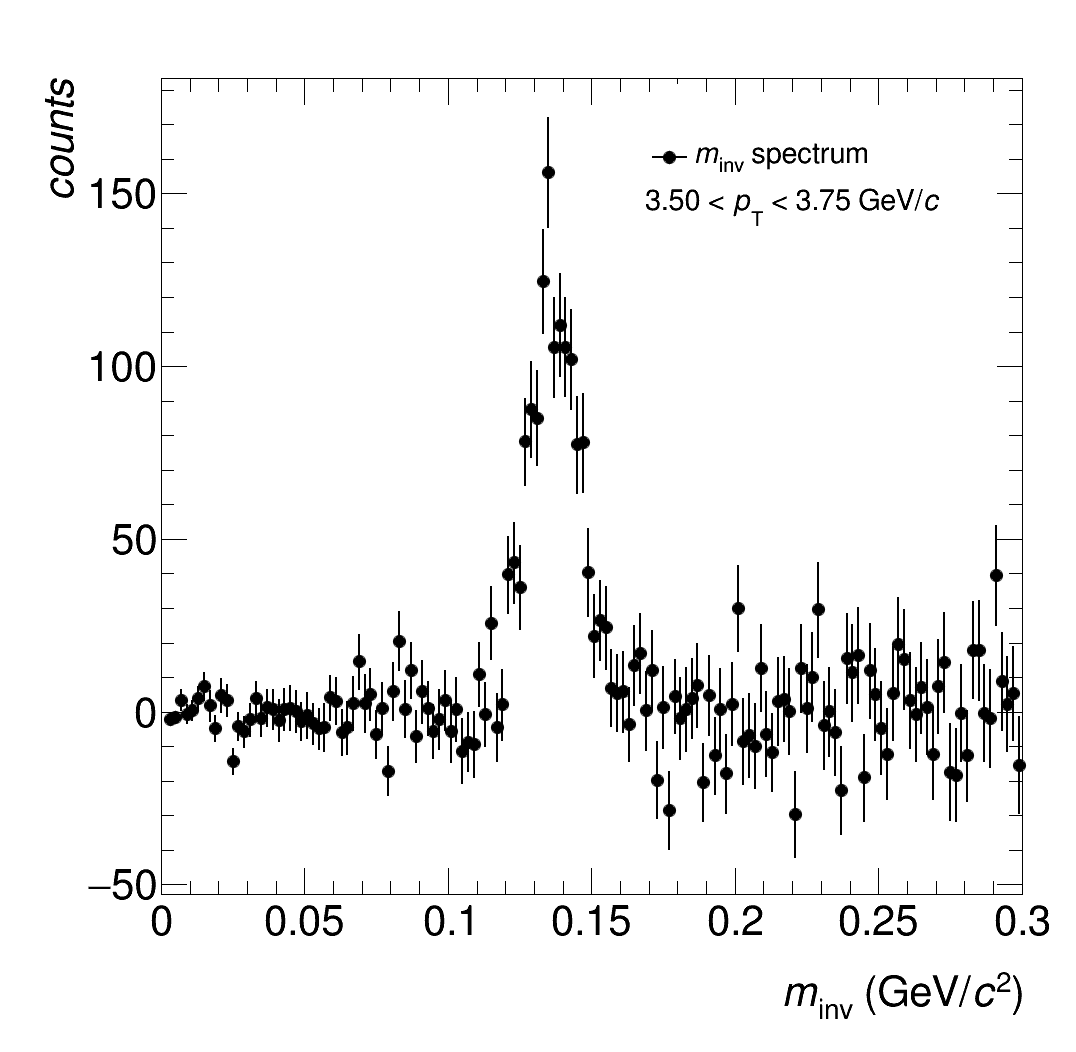 counts
150
100
50
0
−50
0 0.05 0.1 0.15 0.2 0.25 0.3
m_inv (GeV/c²)
m_inv spectrum
3.50 < p_T < 3.75 GeV/c